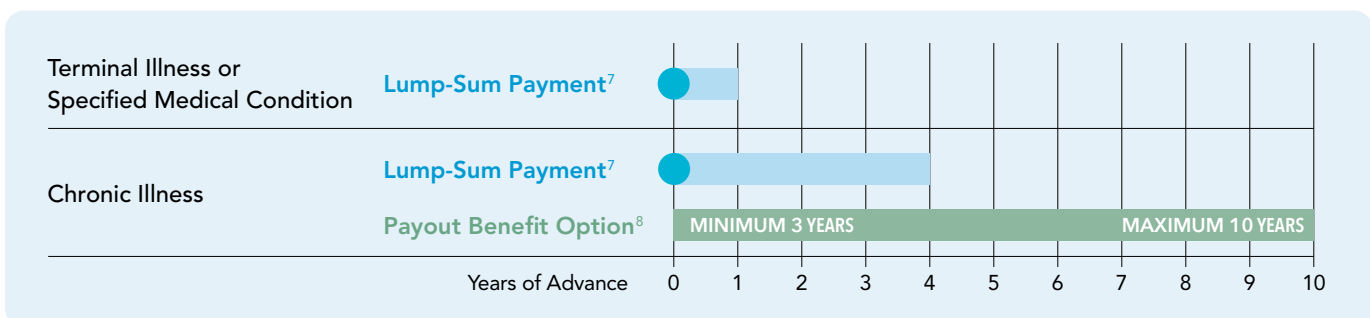 Terminal Illness or
Specified Medical Condition
Lump-Sum Payment7
Chronic Illness
Lump-Sum Payment7
Payout Benefit Option8
MINIMUM 3 YEARS
MAXIMUM 10 YEARS
Years of Advance
0 1 2 3 4 5 6 7 8 9 10